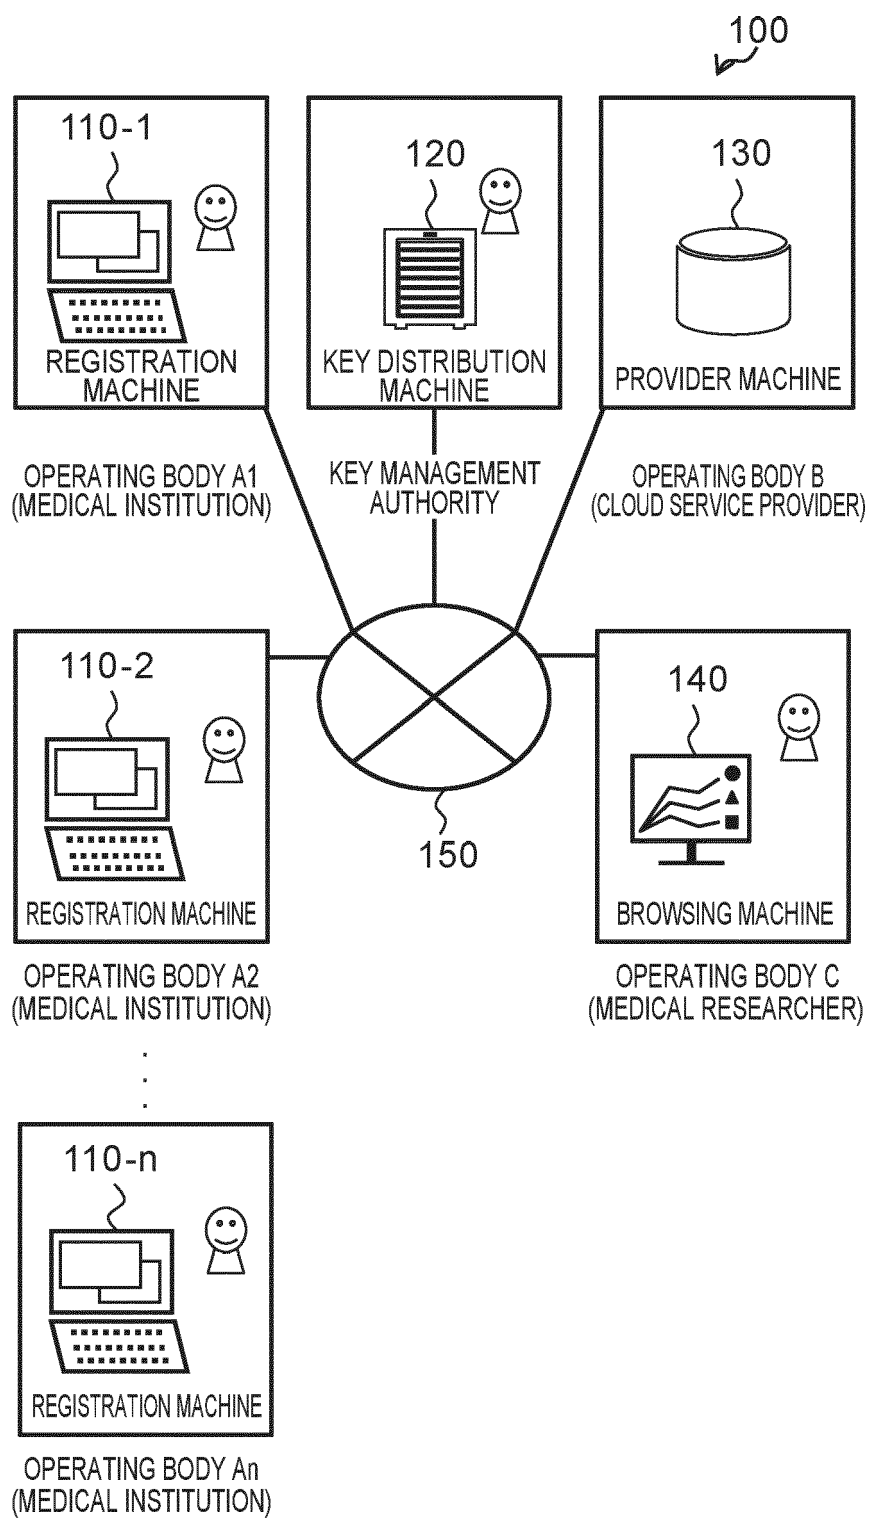 100
110-1
REGISTRATION
MACHINE
OPERATING BODY A1
(MEDICAL INSTITUTION)
120
KEY DISTRIBUTION
MACHINE
KEY MANAGEMENT
AUTHORITY
130
PROVIDER MACHINE
OPERATING BODY B
(CLOUD SERVICE PROVIDER)
110-2
REGISTRATION MACHINE
OPERATING BODY A2
(MEDICAL INSTITUTION)
150
140
BROWSING MACHINE
OPERATING BODY C
(MEDICAL RESEARCHER)
110-n
REGISTRATION MACHINE
OPERATING BODY An
(MEDICAL INSTITUTION)